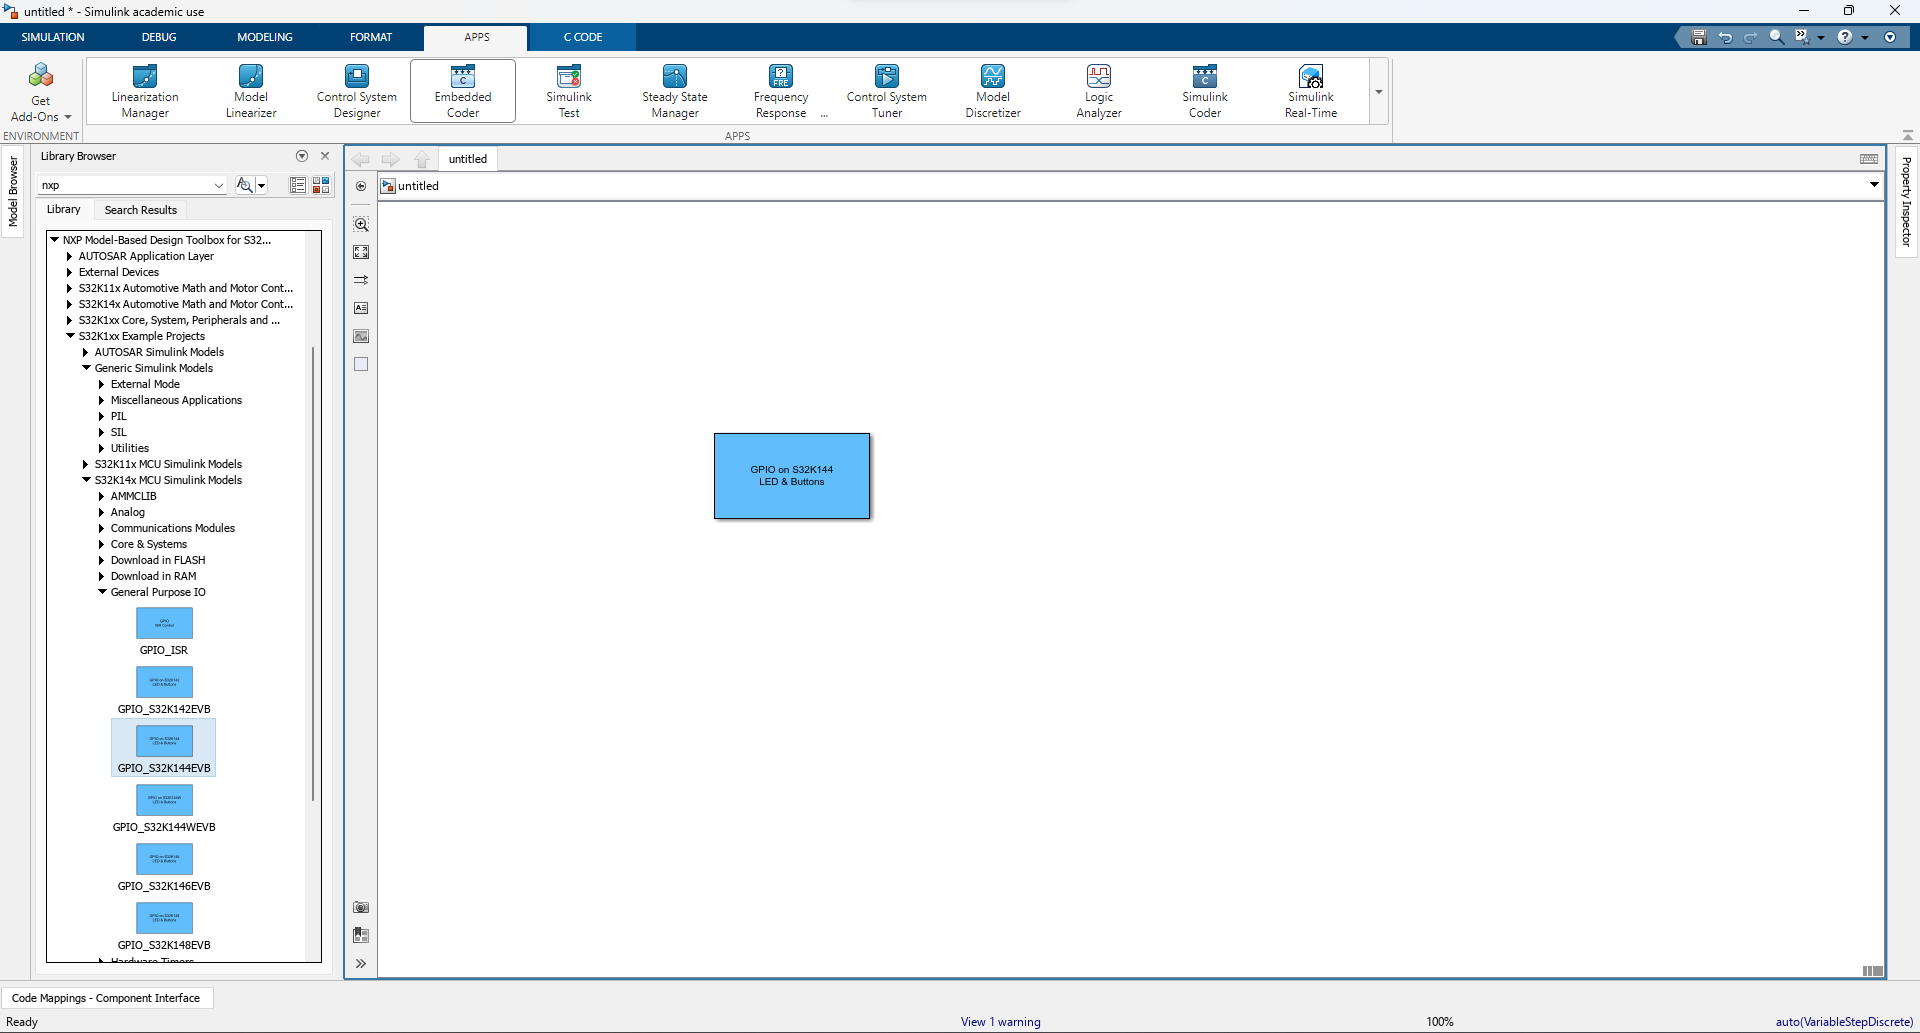 untitled * - Simulink academic use
SIMULATION
DEBUG
MODELING
FORMAT
APPS
C CODE
Get
Add-Ons
Linearization
Manager
Model
Linearizer
Control System
Designer
Embedded
Coder
Simulink
Test
Steady State
Manager
Frequency
Response ...
Control System
Tuner
Model
Discretizer
Logic
Analyzer
Simulink
Coder
Simulink
Real-Time
ENVIRONMENT
APPS
Model Browser
Library Browser
nxp
Library
Search Results
NXP Model-Based Design Toolbox for S32...
AUTOSAR Application Layer
External Devices
S32K11x Automotive Math and Motor Cont...
S32K14x Automotive Math and Motor Cont...
S32K1xx Core, System, Peripherals and ...
S32K1xx Example Projects
AUTOSAR Simulink Models
Generic Simulink Models
External Mode
Miscellaneous Applications
PIL
SIL
Utilities
S32K11x MCU Simulink Models
S32K14x MCU Simulink Models
AMMCLIB
Analog
Communications Modules
Core & Systems
Download in FLASH
Download in RAM
General Purpose IO
GPIO_ISR
GPIO_S32K142EVB
GPIO_S32K144EVB
GPIO_S32K144WEVB
GPIO_S32K146EVB
GPIO_S32K148EVB
Hardware Timers
untitled
untitled
GPIO on S32K144
LED & Buttons
Property Inspector
Code Mappings - Component Interface
Ready
View 1 warning
100%
auto(VariableStepDiscrete)